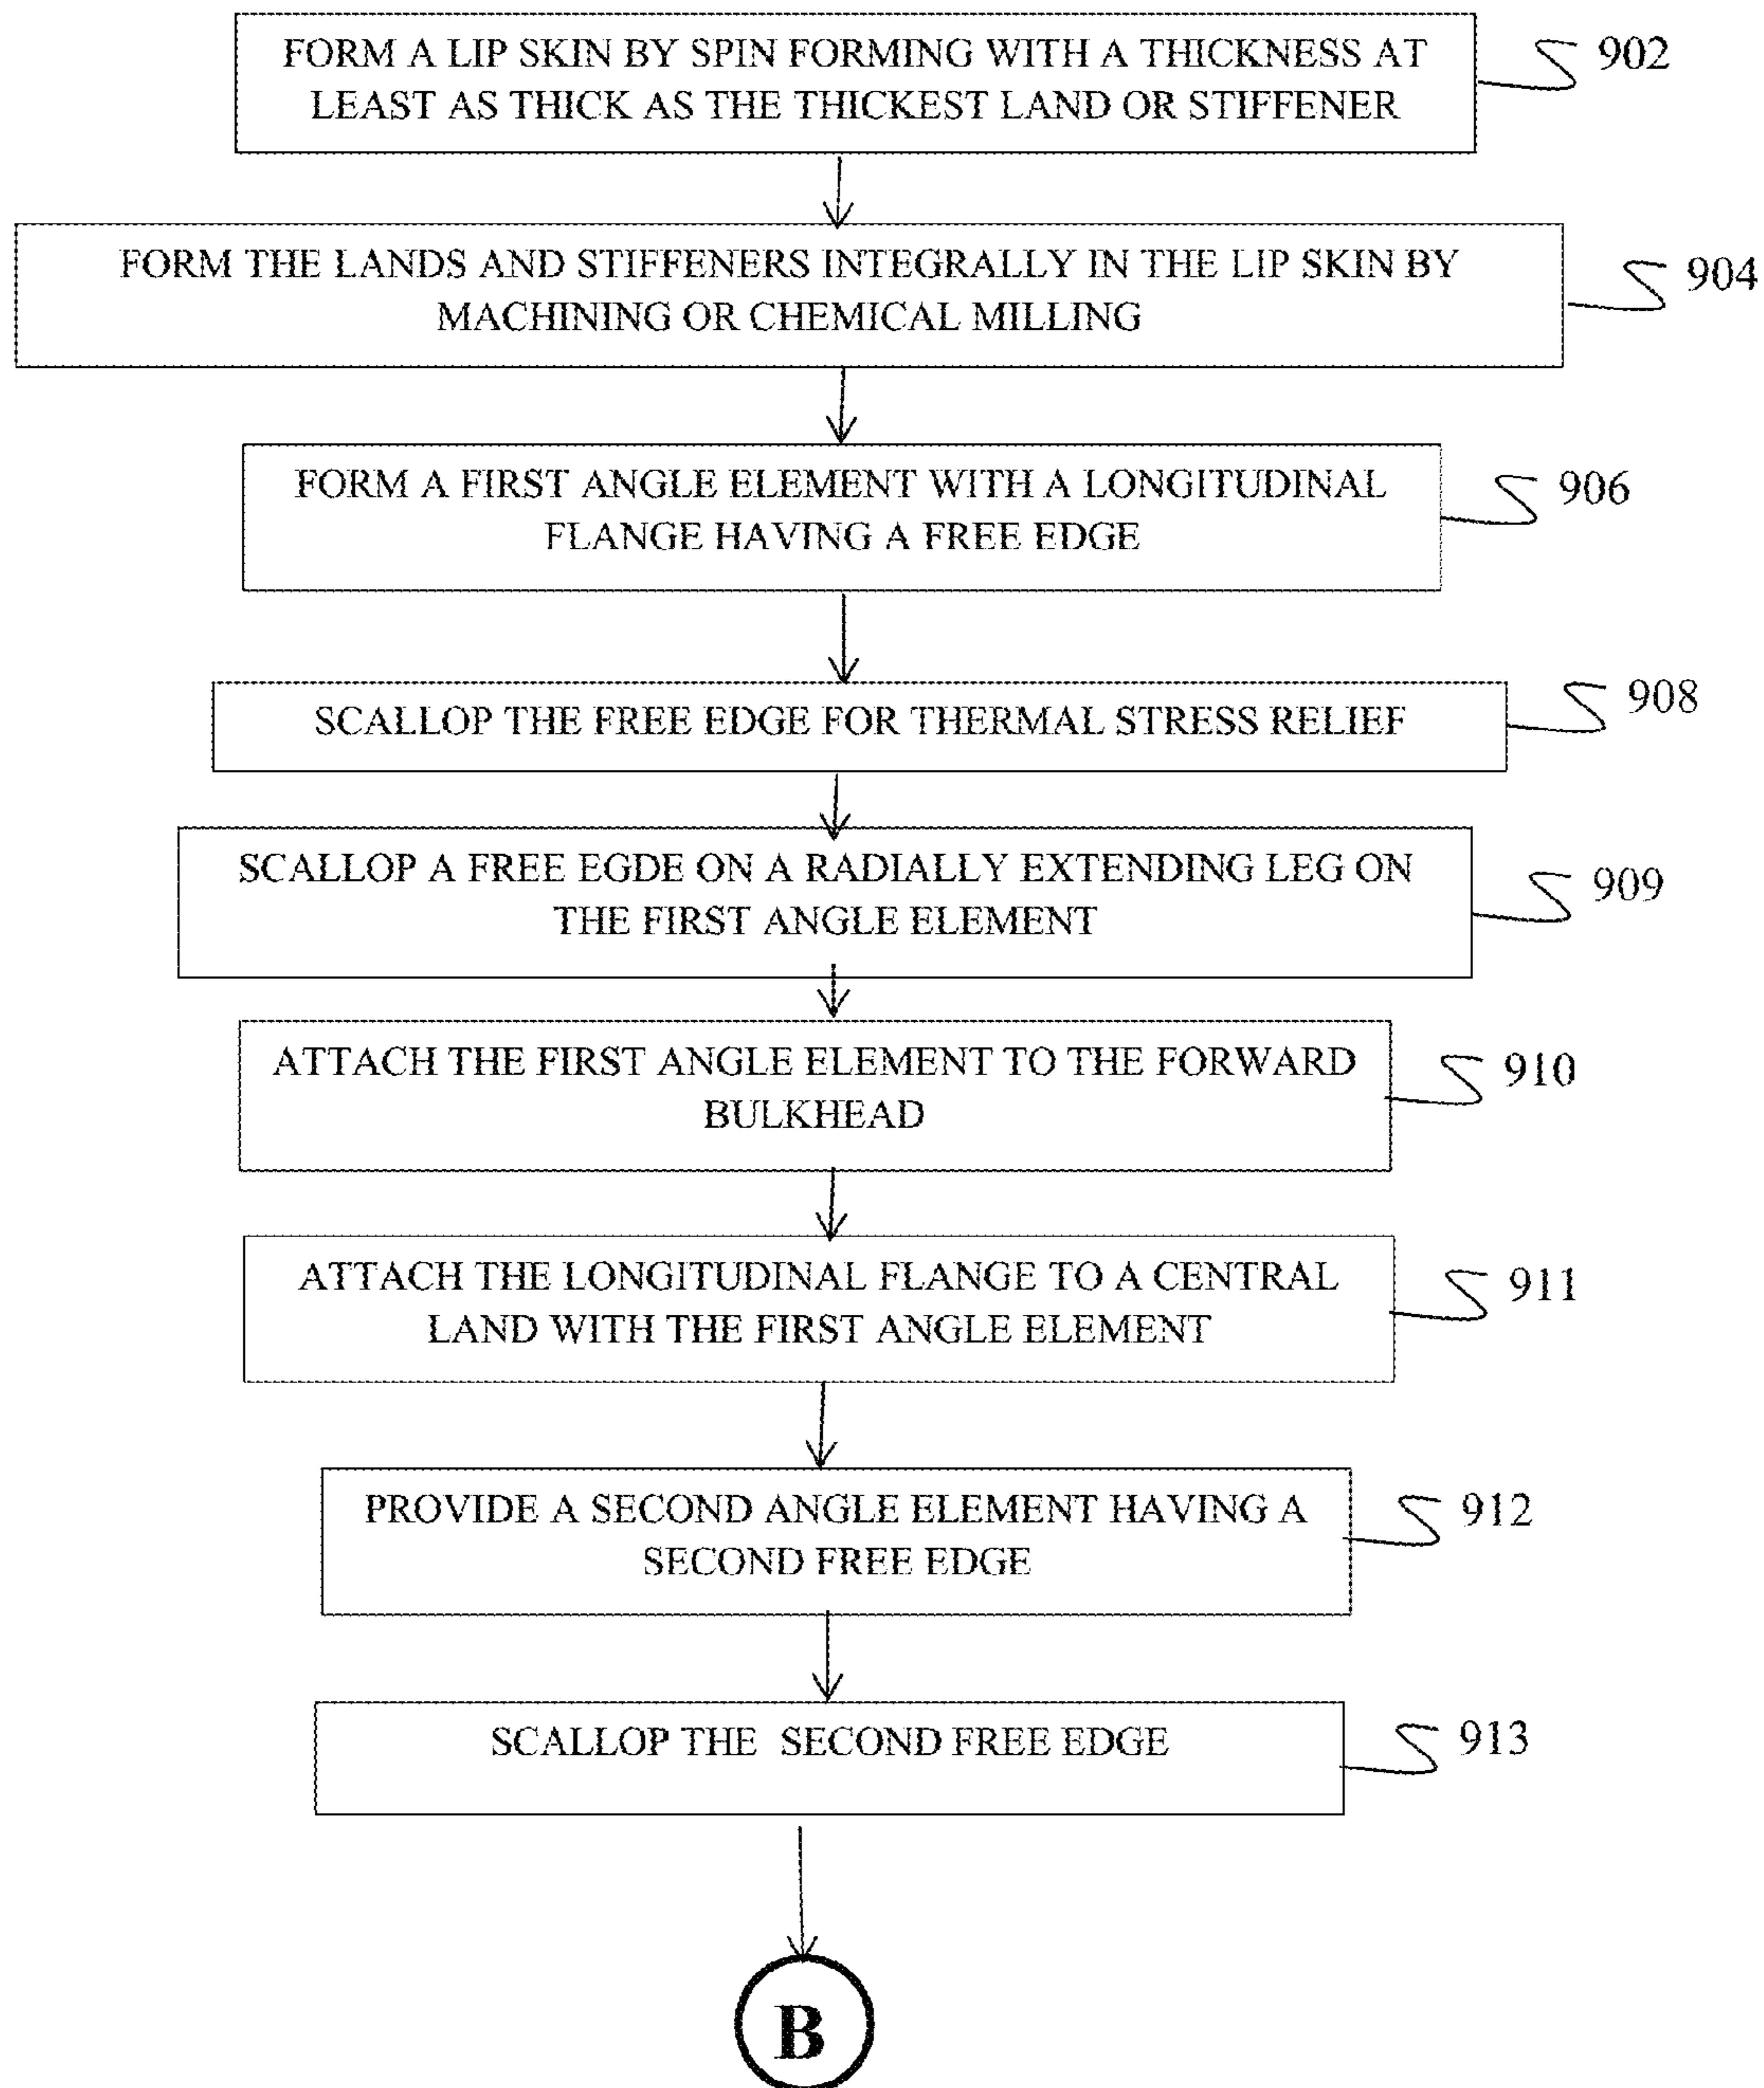 FORM A LIP SKIN BY SPIN FORMING WITH A THICKNESS AT
LEAST AS THICK AS THE THICKEST LAND OR STIFFENER
902
FORM THE LANDS AND STIFFENERS INTEGRALLY IN THE LIP SKIN BY
MACHINING OR CHEMICAL MILLING
904
FORM A FIRST ANGLE ELEMENT WITH A LONGITUDINAL
FLANGE HAVING A FREE EDGE
906
SCALLOP THE FREE EDGE FOR THERMAL STRESS RELIEF
908
SCALLOP A FREE EGDE ON A RADIALLY EXTENDING LEG ON
THE FIRST ANGLE ELEMENT
909
ATTACH THE FIRST ANGLE ELEMENT TO THE FORWARD
BULKHEAD
910
ATTACH THE LONGITUDINAL FLANGE TO A CENTRAL
LAND WITH THE FIRST ANGLE ELEMENT
911
PROVIDE A SECOND ANGLE ELEMENT HAVING A
SECOND FREE EDGE
912
SCALLOP THE SECOND FREE EDGE
913
B